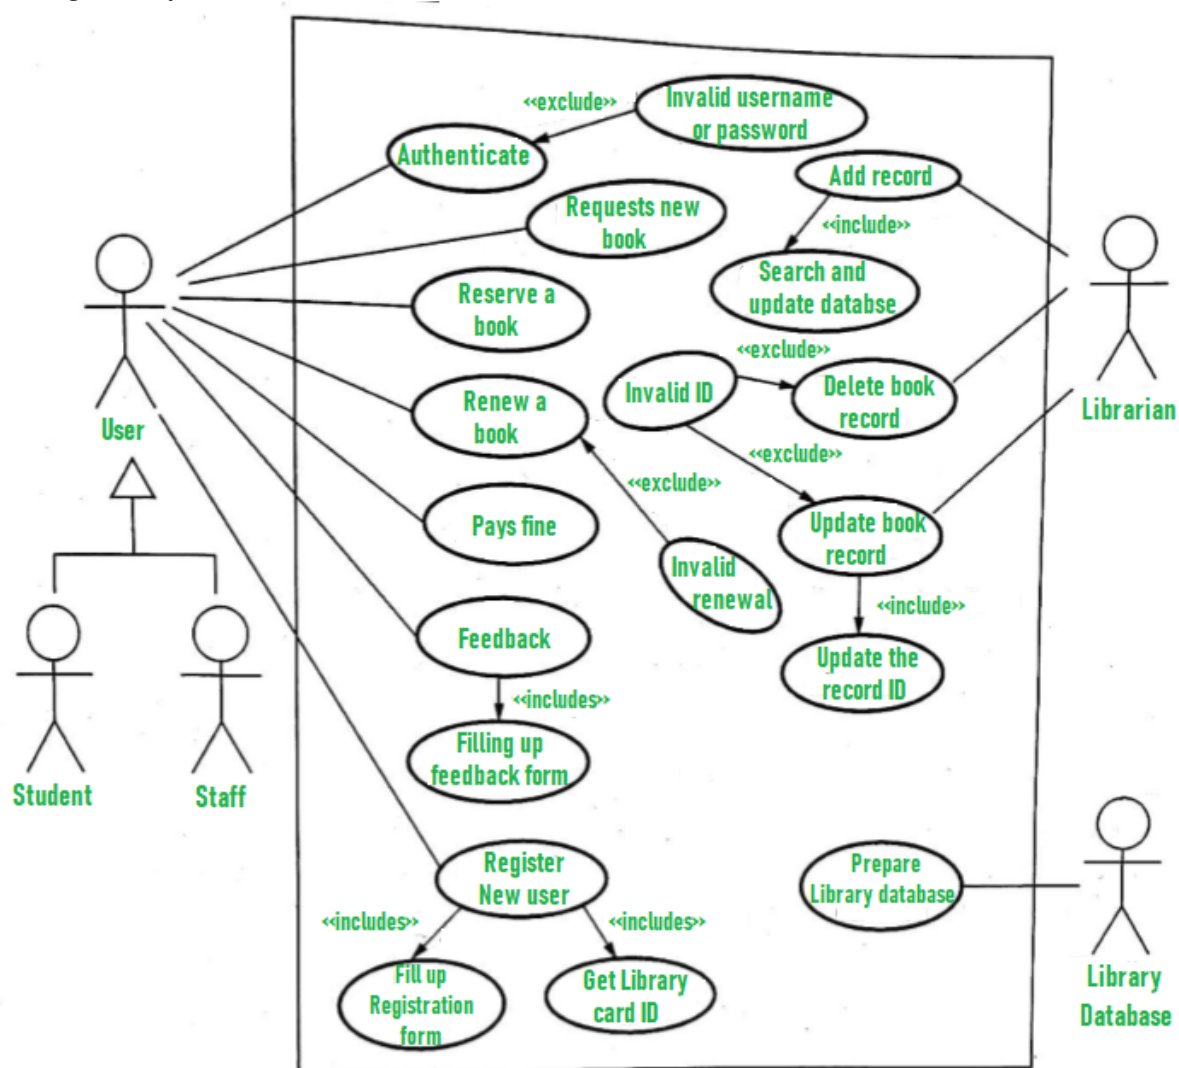 <<exclude>>
Invalid username
or password
Authenticate
Add record
Requests new
book
<<include>>
Search and
update databse
Reserve a
book
<<exclude>>
Invalid ID
Delete book
record
Renew a
book
User
Librarian
<<exclude>>
<<exclude>>
Pays fine
Update book
record
Invalid
renewal
<<include>>
Feedback
Update the
record ID
<<includes>>
Filling up
feedback form
Student
Staff
Register
New user
Prepare
Library database
<<includes>>
<<includes>>
Fill up
Registration
form
Get Library
card ID
Library
Database